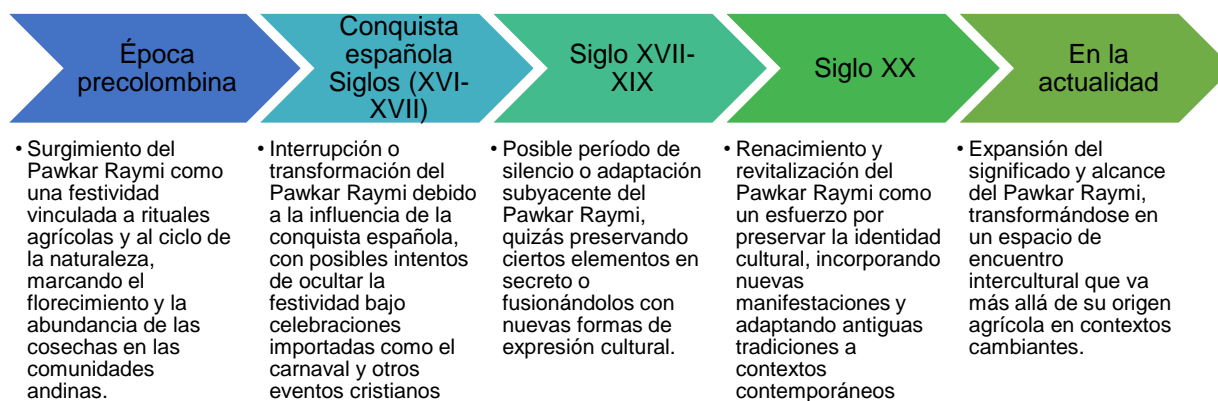 Época
precolombina
• Surgimiento del
Pawkar Raymi como
una festividad
vinculada a rituales
agrícolas y al ciclo de
la naturaleza,
marcando el
florecimiento y la
abundancia de las
cosechas en las
comunidades
andinas.
Conquista
española
Siglos (XVI-
XVII)
• Interrupción o
transformación del
Pawkar Raymi debido
a la influencia de la
conquista española,
con posibles intentos
de ocultar la
festividad bajo
celebraciones
importadas como el
carnaval y otros
eventos cristianos
Siglo XVII-
XIX
• Posible período de
silencio o adaptación
subyacente del
Pawkar Raymi,
quizás preservando
ciertos elementos en
secreto o
fusionándolos con
nuevas formas de
expresión cultural.
Siglo XX
• Renacimiento y
revitalización del
Pawkar Raymi como
un esfuerzo por
preservar la identidad
cultural, incorporando
nuevas
manifestaciones y
adaptando antiguas
tradiciones a
contextos
contemporáneos
En la
actualidad
• Expansión del
significado y alcance
del Pawkar Raymi,
transformándose en
un espacio de
encuentro
intercultural que va
más allá de su origen
agrícola en contextos
cambiantes.